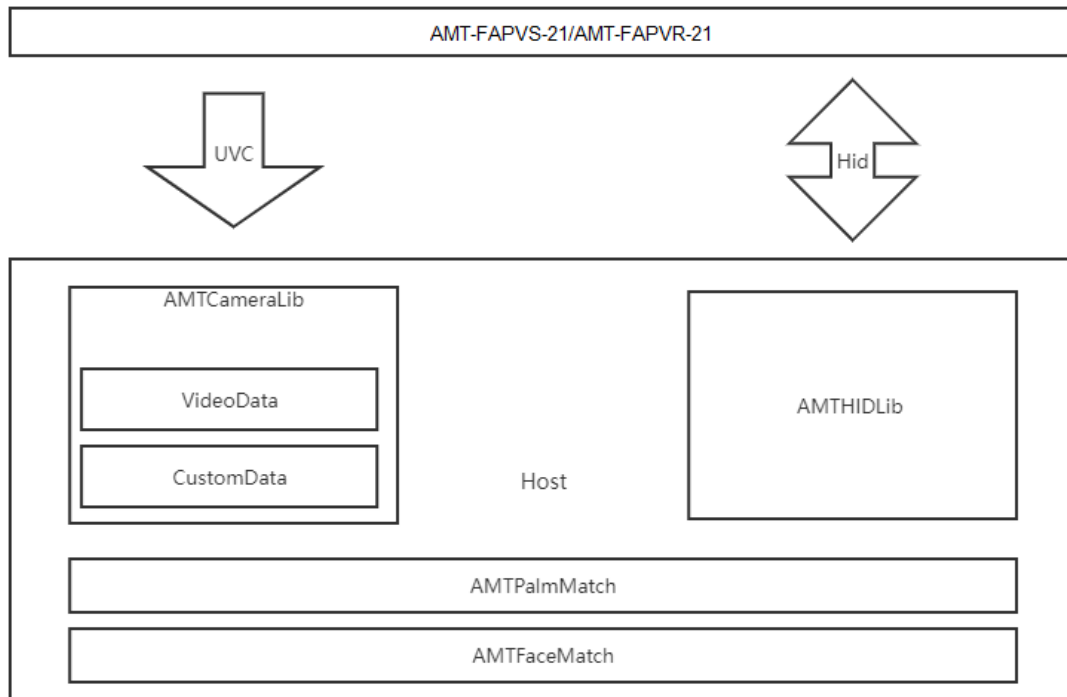 AMT-FAPVS-21/AMT-FAPVR-21
UVC
Hid
AMTCameraLib
VideoData
CustomData
Host
AMTHIDLib
AMTPalmMatch
AMTFaceMatch